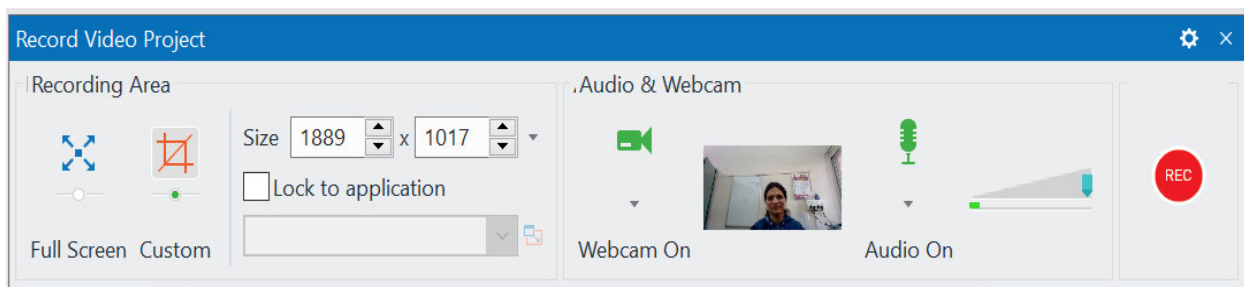 Record Video Project
Recording Area
Size 1889 x 1017
Lock to application
Full Screen Custom
Audio & Webcam
Webcam On
Audio On
REC